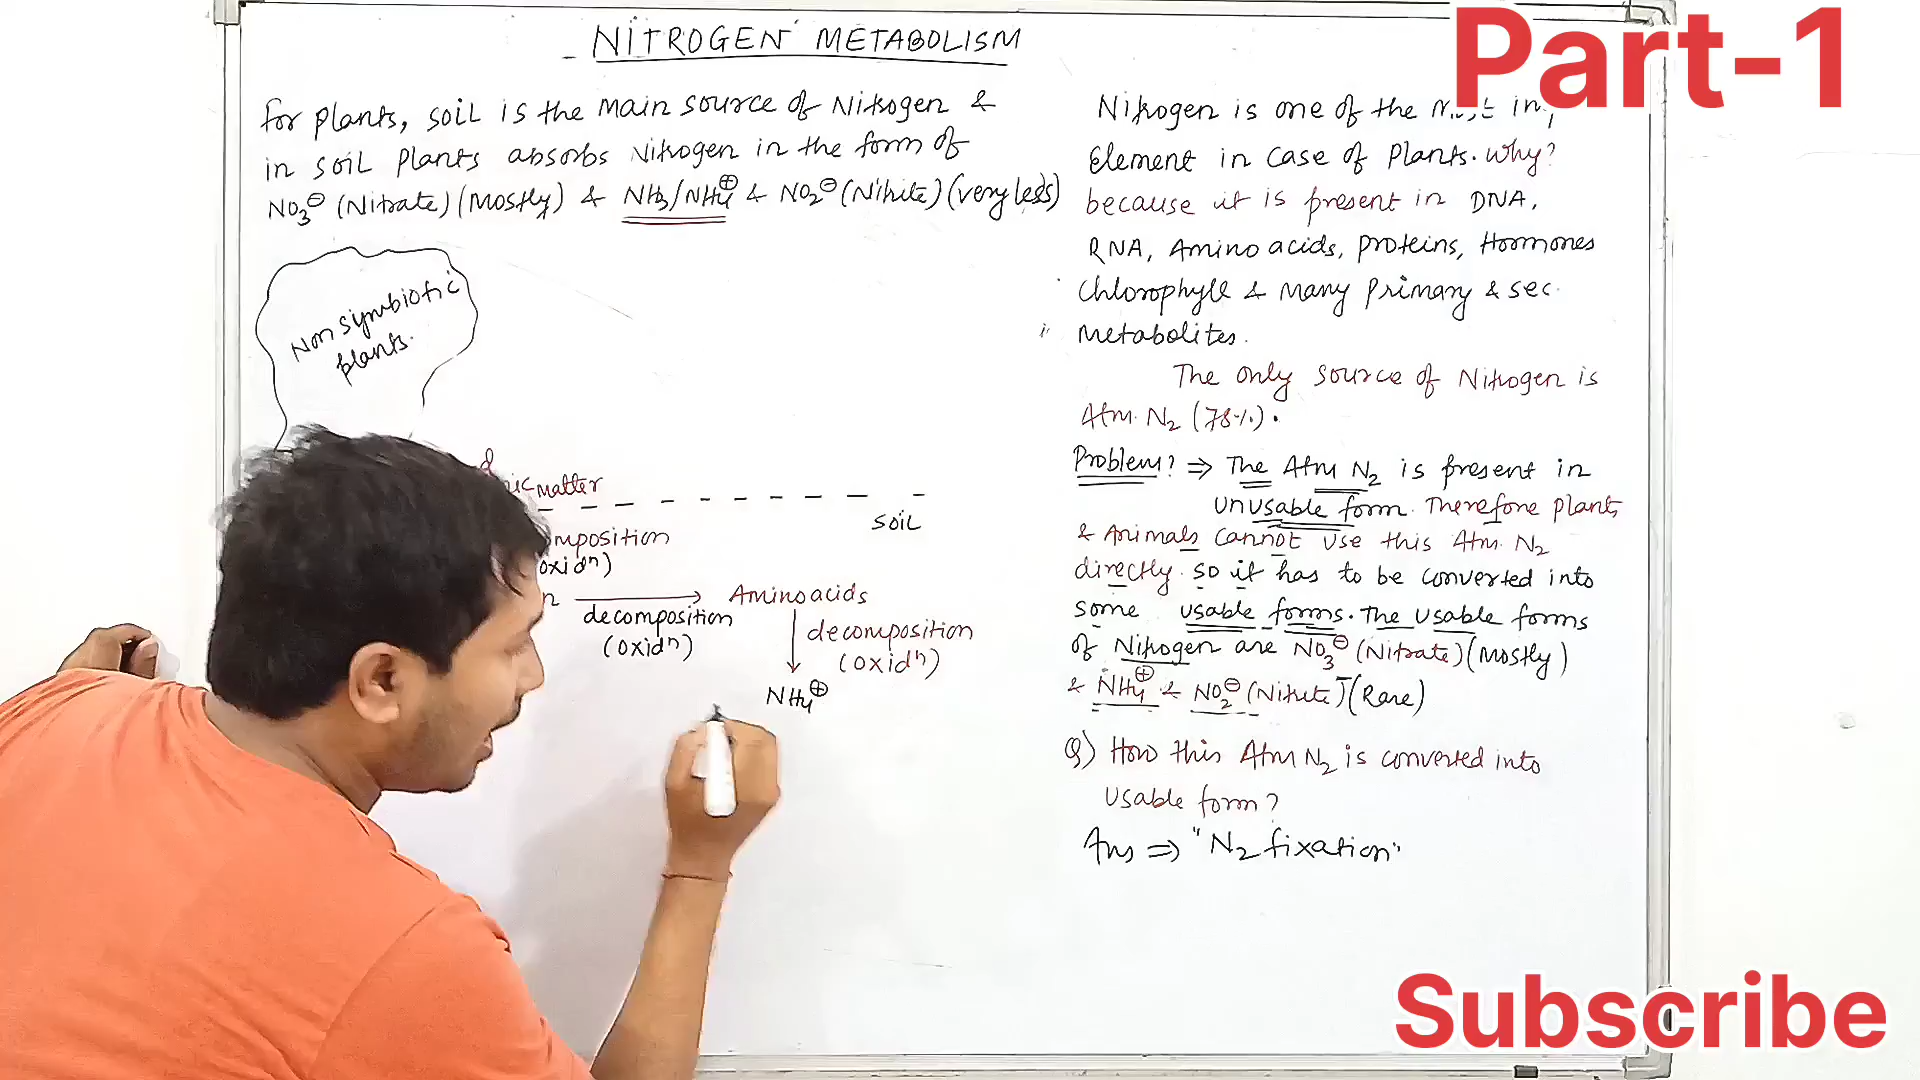 NITROGEN METABOLISM
Part-1
for plants, soil is the main source of Nitrogen &
in soil plants absorbs Nitrogen in the form of
NO₃⊖ (Nitrate) (Mostly) & NH₃/NH₄⊕ & NO₂⊖ (Nitrite) (very less)
Non symbiotic
plants.
matter
soil
(oxidⁿ)
Aminoacids
decomposition
(oxidⁿ)
decomposition
(oxidⁿ)
NH₄⊕
Nitrogen is one of the
Element in case of plants. Why?
because it is present in DNA,
RNA, Amino acids, proteins, Hormones
Chlorophyll & many primary & sec.
metabolites.
The only source of Nitrogen is
Atm. N₂ (78%).
Problem? ⇒ The Atm N₂ is present in
unusable form. Therefore plants
& Animals cannot use this Atm. N₂
directly. so it has to be converted into
some usable forms. The usable forms
of Nitrogen are NO₃⊖ (Nitrate) (Mostly)
& NH₄⊕ & NO₂⊖ (Nitrite) (Rare)
Q) How this Atm N₂ is converted into
usable form?
Ans ⇒ "N₂ fixation"
Subscribe